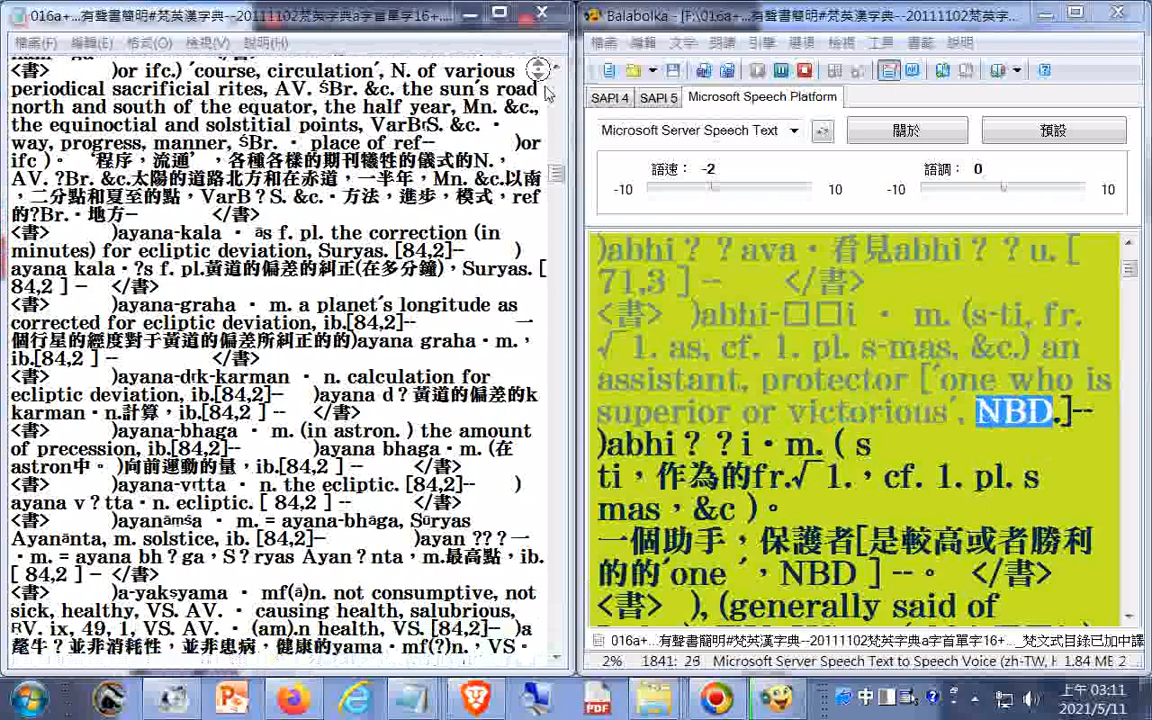 016a+...有聲書簡明#梵英漢字典--20111102梵英字典a字首單字16+...
檔案(F) 編輯(E) 格式(O) 檢視(V) 說明(H)
<書> )or ifc.) 'course, circulation', N. of various
periodical sacrificial rites, AV. ŚBr. &c. the sun's road
north and south of the equator, the half year, Mn. &c.,
the equinoctial and solstitial points, VarBṛS. &c. ‧
way, progress, manner, ŚBr. ‧ place of ref-- )or
ifc )。 ‘程序，流通’，各種各樣的期刊犧牲的儀式的N.，
AV. ?Br. &c.太陽的道路北方和在赤道，一半年，Mn. &c.以南
，二分點和夏至的點，VarB ? S. &c.‧方法，進步，模式，ref
的?Br.‧地方-- </書>
<書> )ayana-kala ‧ ās f. pl. the correction (in
minutes) for ecliptic deviation, Suryas. [84,2]-- )
ayana kala‧?s f. pl.黃道的偏差的糾正(在多分鐘)，Suryas. [
84,2 ] -- </書>
<書> )ayana-graha ‧ m. a planet's longitude as
corrected for ecliptic deviation, ib.[84,2]-- 一
個行星的經度對于黃道的偏差所糾正的的)ayana graha‧m.，
ib.[84,2 ] -- </書>
<書> )ayana-dṛk-karman ‧ n. calculation for
ecliptic deviation, ib.[84,2]-- )ayana d ? 黃道的偏差的k
karman‧n.計算，ib.[84,2 ] -- </書>
<書> )ayana-bhaga ‧ m. (in astron. ) the amount
of precession, ib.[84,2]-- )ayana bhaga‧m. (在
astron中。 )向前運動的量，ib.[84,2 ] -- </書>
<書> )ayana-vṛtta ‧ n. the ecliptic. [84,2]-- )
ayana v ? tta‧n. ecliptic. [ 84,2 ] -- </書>
<書> )ayanāṃśa ‧ m. = ayana-bhāga, Sūryas
Ayanānta, m. solstice, ib. [84,2]-- )ayan ???一
‧m. = ayana bh ? ga，S ? ryas Ayan ? nta，m.最高點，ib.
[ 84,2 ] -- </書>
<書> )a-yakṣyama ‧ mf(ā)n. not consumptive, not
sick, healthy, VS. AV. ‧ causing health, salubrious,
RV. ix, 49, 1, VS. AV. ‧ (am).n health, VS. [84,2]-- )a
氂牛？並非消耗性，並非患病，健康的yama‧mf(?)n.，VS‧
Balabolka - [F:\016a+...有聲書簡明#梵英漢字典--20111102梵英字...
檔案 編輯 文字 朗讀 引擎 選項 檢視 工具 書籤 說明
SAPI 4 SAPI 5 Microsoft Speech Platform
Microsoft Server Speech Text 關於 預設
語速： -2 語調： 0
-10 10 -10 10
)abhi ? ? ava‧看見abhi ? ? u. [
71,3 ] -- </書>
<書> )abhi-□□i ‧ m. (s-ti, fr.
√ 1. as, cf. 1. pl. s-mas, &c.) an
assistant, protector ['one who is
superior or victorious', NBD.]--
)abhi ? ? i‧m. ( s
ti，作為的fr.√ 1.，cf. 1. pl. s
mas，&c )。
一個助手，保護者[是較高或者勝利
的的'one '，NBD ] --。 </書>
<書> ), (generally said of
016a+...有聲書簡明#梵英漢字典--20111102梵英字典a字首單字16+..._梵文式目錄已加中譯
2% 1841: 23 Microsoft Server Speech Text to Speech Voice (zh-TW, H 1.84 MB 2
中
上午 03:11
2021/5/11